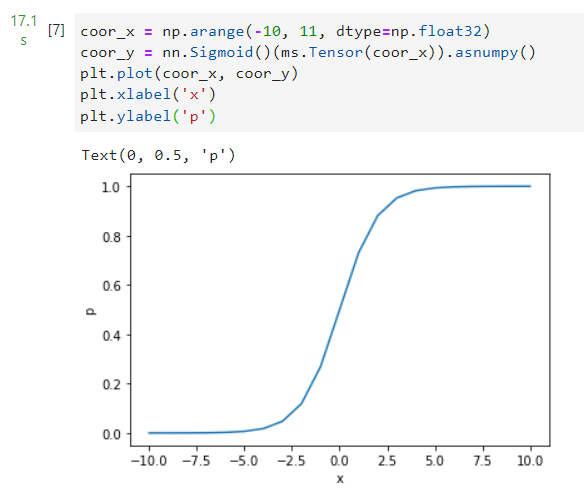 17.1
s
[7]
coor_x = np.arange(-10, 11, dtype=np.float32)
coor_y = nn.Sigmoid()(ms.Tensor(coor_x)).asnumpy()
plt.plot(coor_x, coor_y)
plt.xlabel('x')
plt.ylabel('p')
Text(0, 0.5, 'p')
1.0
0.8
0.6
0.4
0.2
0.0
p
−10.0 −7.5 −5.0 −2.5 0.0 2.5 5.0 7.5 10.0
x